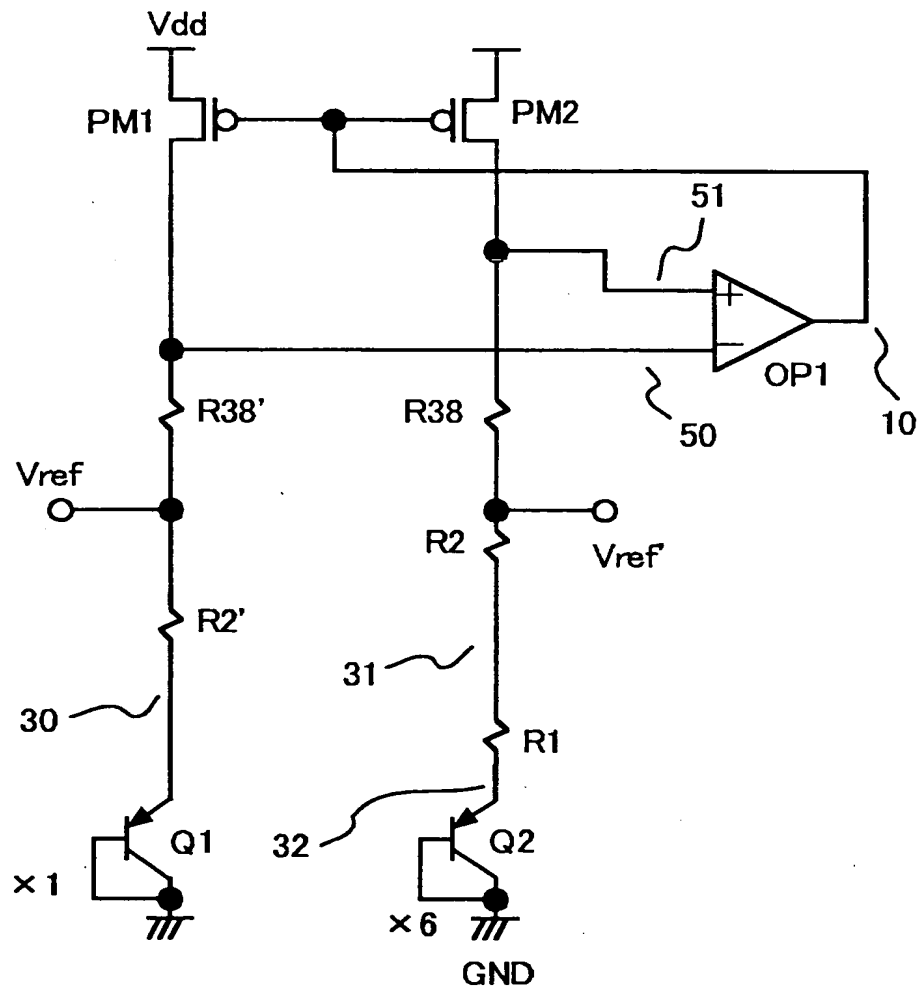 Vdd
PM1
PM2
51
+
−
OP1
10
50
R38'
R38
Vref
Vref'
R2
R2'
31
30
R1
32
Q1
Q2
×1
×6
GND